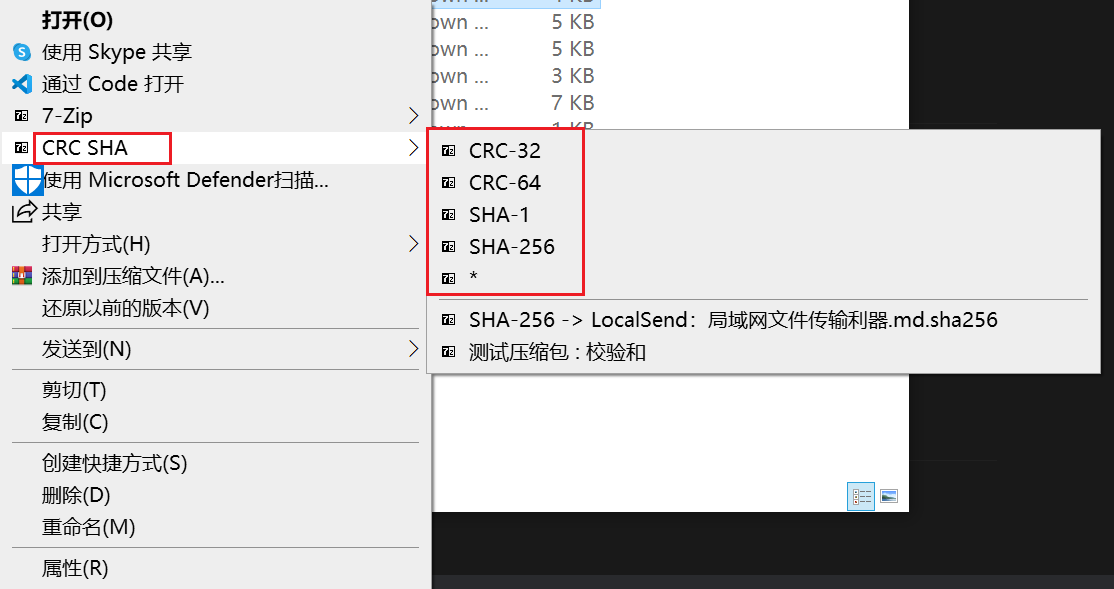 打开(O)
使用 Skype 共享
通过 Code 打开
7-Zip
CRC SHA
使用 Microsoft Defender扫描...
共享
打开方式(H)
添加到压缩文件(A)...
还原以前的版本(V)
发送到(N)
剪切(T)
复制(C)
创建快捷方式(S)
删除(D)
重命名(M)
属性(R)
own ... 5 KB
own ... 5 KB
own ... 3 KB
own ... 7 KB
CRC-32
CRC-64
SHA-1
SHA-256
*
SHA-256 -> LocalSend：局域网文件传输利器.md.sha256
测试压缩包 : 校验和